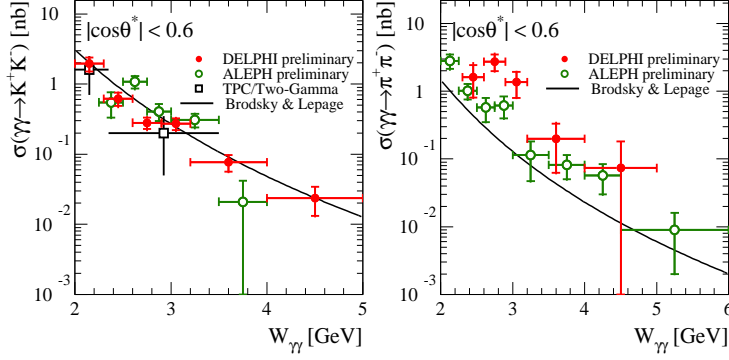 |cosθ*| < 0.6
DELPHI preliminary
ALEPH preliminary
TPC/Two-Gamma
Brodsky & Lepage
σ(γγ→K⁺K⁻) [nb]
10
1
10⁻¹
10⁻²
10⁻³
2 3 4 5
W_γγ [GeV]
|cosθ*| < 0.6
DELPHI preliminary
ALEPH preliminary
Brodsky & Lepage
σ(γγ→π⁺π⁻) [nb]
10
1
10⁻¹
10⁻²
10⁻³
2 3 4 5 6
W_γγ [GeV]